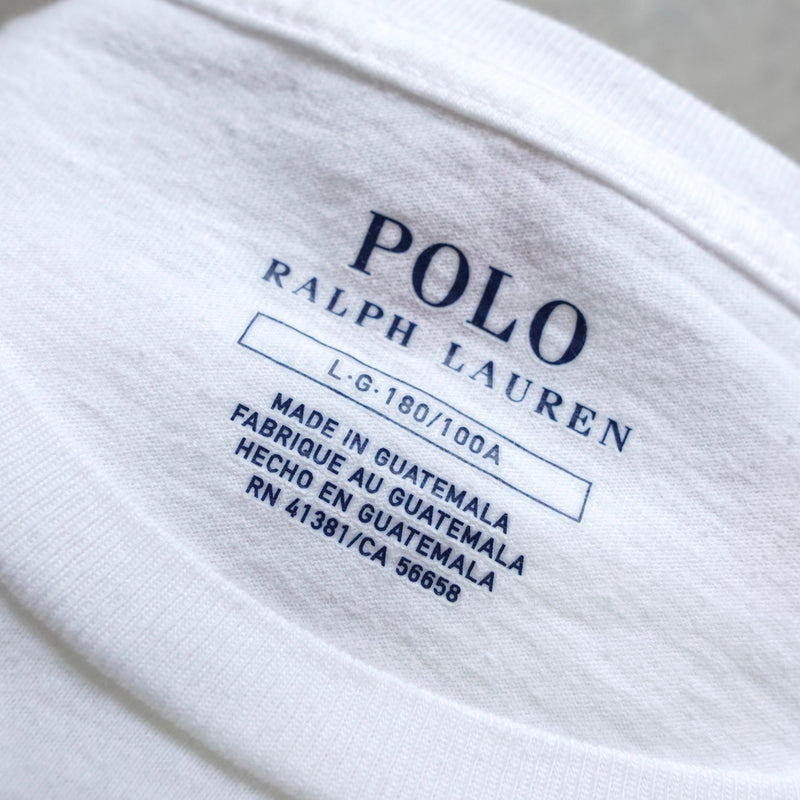 POLO
RALPH LAUREN
L·G·180/100A
MADE IN GUATEMALA
FABRIQUE AU GUATEMALA
HECHO EN GUATEMALA
RN 41381/CA 56658